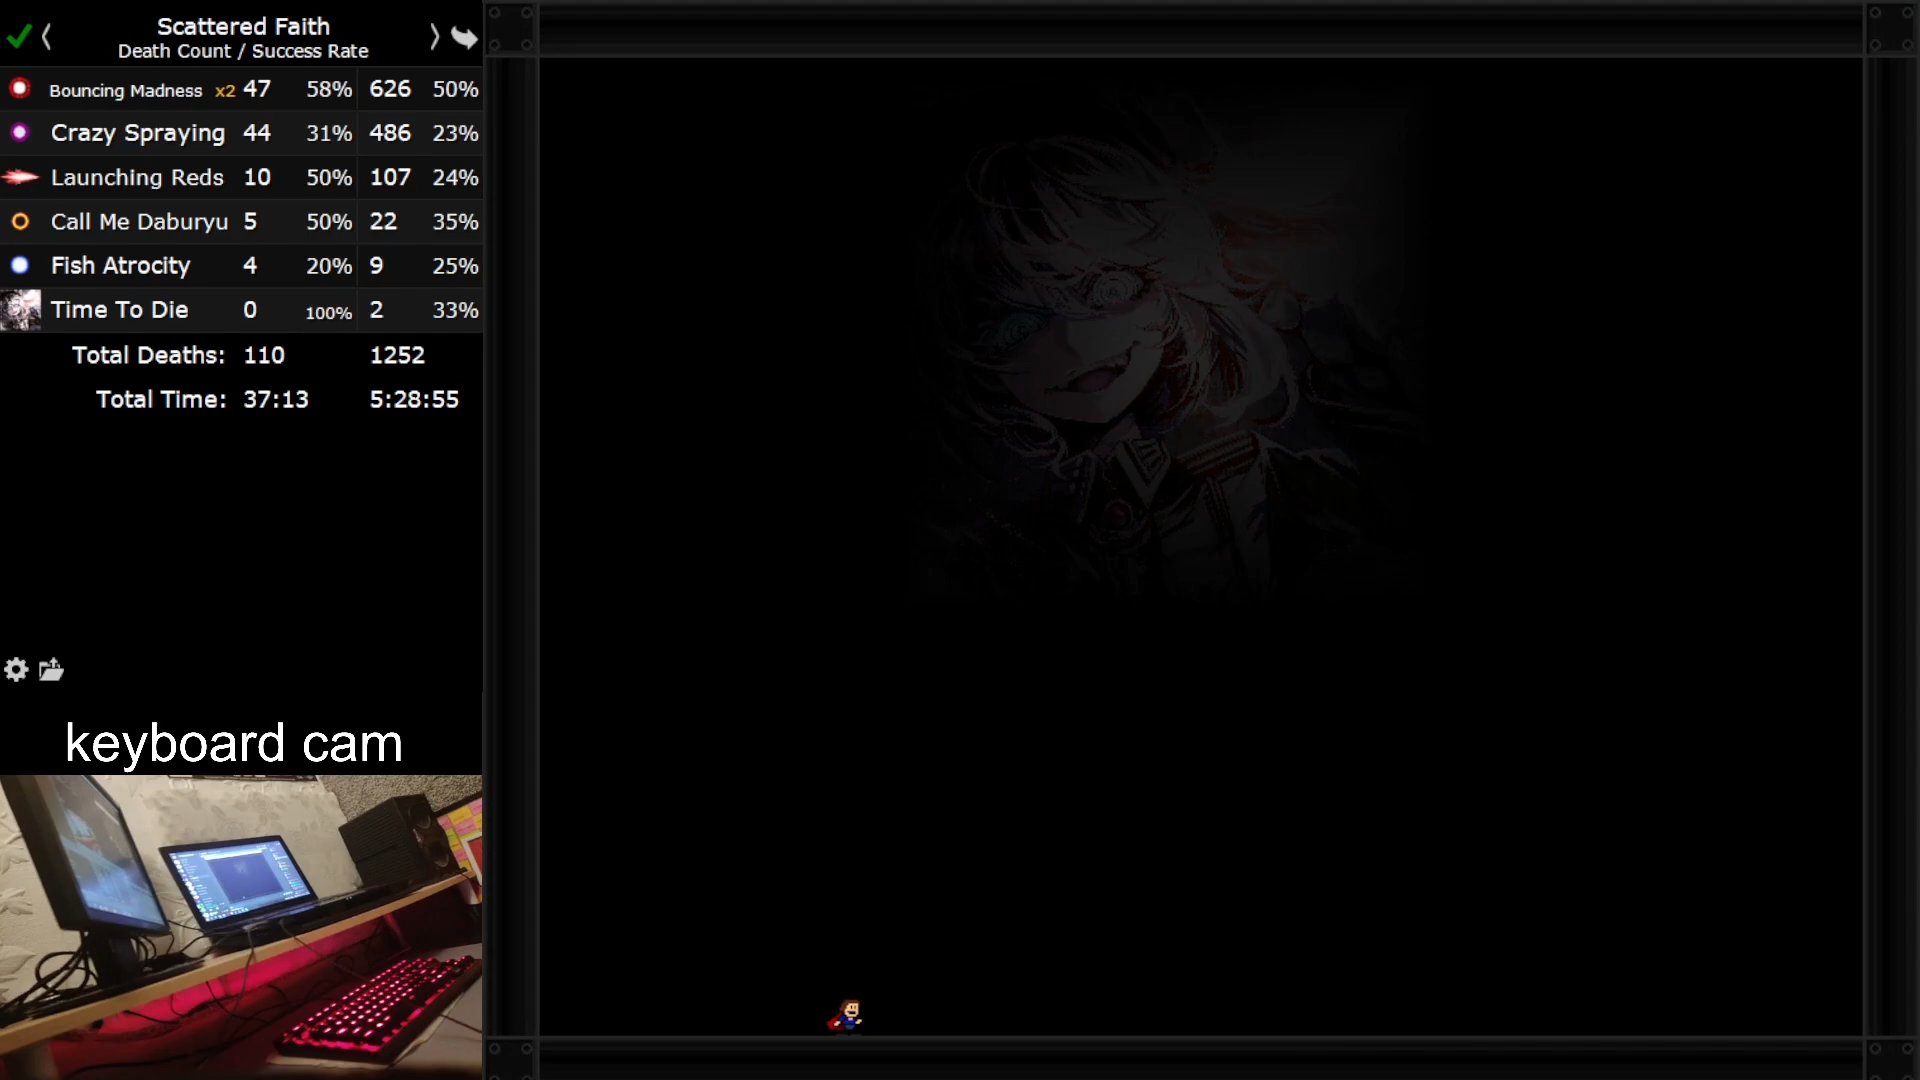 Scattered Faith
Death Count / Success Rate
Bouncing Madness x2 47 58% 626 50%
Crazy Spraying 44 31% 486 23%
Launching Reds 10 50% 107 24%
Call Me Daburyu 5 50% 22 35%
Fish Atrocity 4 20% 9 25%
Time To Die 0 100% 2 33%
Total Deaths: 110 1252
Total Time: 37:13 5:28:55
keyboard cam